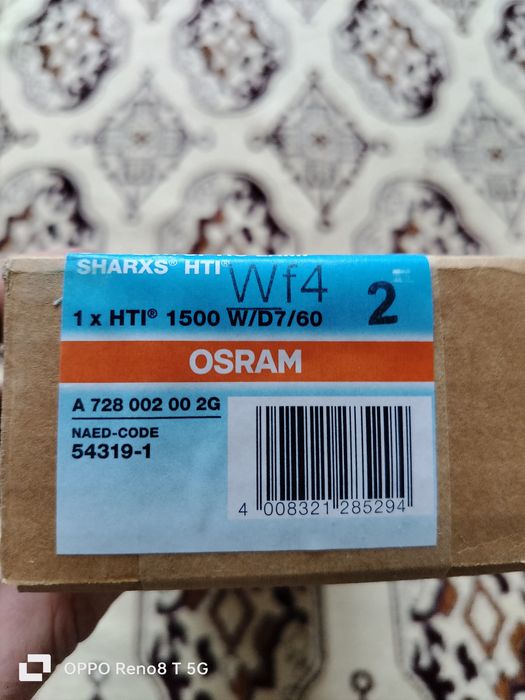 SHARXS® HTI®
Wf4
2
1 x HTI® 1500 W/D7/60
OSRAM
A 728 002 00 2G
NAED-CODE
54319-1
4 008321 285294
OPPO Reno8 T 5G